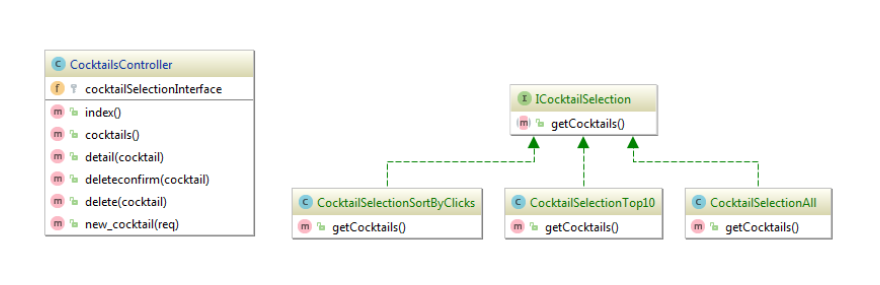 C CocktailsController
f cocktailSelectionInterface
m index()
m cocktails()
m detail(cocktail)
m deleteconfirm(cocktail)
m delete(cocktail)
m new_cocktail(req)
I ICocktailSelection
m getCocktails()
C CocktailSelectionSortByClicks
m getCocktails()
C CocktailSelectionTop10
m getCocktails()
C CocktailSelectionAll
m getCocktails()